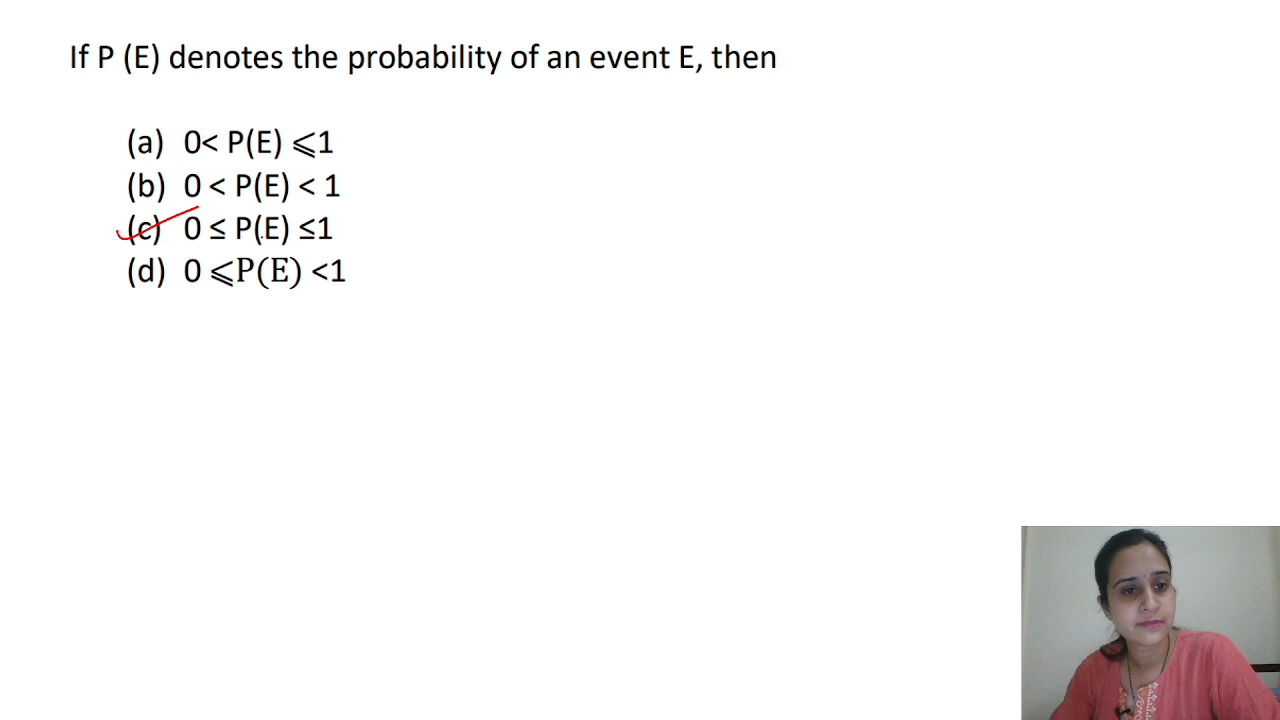 If P (E) denotes the probability of an event E, then
(a) 0< P(E) ⩽1
(b) 0 < P(E) < 1
(c) 0 ≤ P(E) ≤1
(d) 0 ⩽P(E) <1